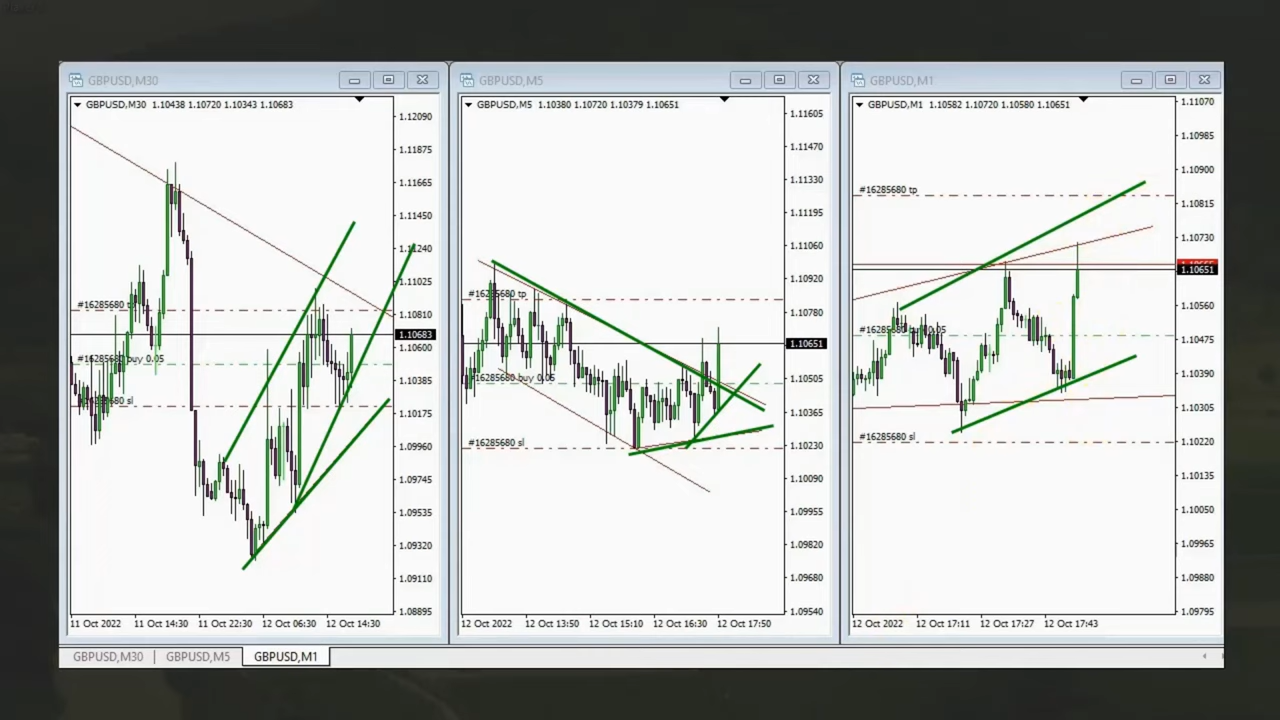 GBPUSD,M30
GBPUSD,M30 1.10438 1.10720 1.10343 1.10683
1.12090
1.11875
1.11665
1.11450
1.11240
1.11025
#16285680 tp
1.10683
1.10600
#16285680 buy 0.05
1.10385
#16285680 sl
1.10175
1.09960
1.09745
1.09535
1.09320
1.09110
1.08895
11 Oct 2022 11 Oct 14:30 11 Oct 22:30 12 Oct 06:30 12 Oct 14:30
GBPUSD,M5
GBPUSD,M5 1.10380 1.10720 1.10379 1.10651
1.11605
1.11470
1.11330
1.11195
1.11060
1.10920
#16285680 tp
1.10780
1.10651
1.10505
#16285680 buy 0.05
1.10365
#16285680 sl
1.10230
1.10090
1.09955
1.09820
1.09680
1.09540
12 Oct 2022 12 Oct 13:50 12 Oct 15:10 12 Oct 16:30 12 Oct 17:50
GBPUSD,M1
GBPUSD,M1 1.10582 1.10720 1.10580 1.10651
1.11070
1.10985
1.10900
#16285680 tp
1.10815
1.10730
1.10651
1.10560
#16285680 buy 0.05
1.10475
1.10390
1.10305
#16285680 sl
1.10220
1.10135
1.10050
1.09965
1.09880
1.09795
12 Oct 2022 12 Oct 17:11 12 Oct 17:27 12 Oct 17:43
GBPUSD,M30 | GBPUSD,M5 GBPUSD,M1